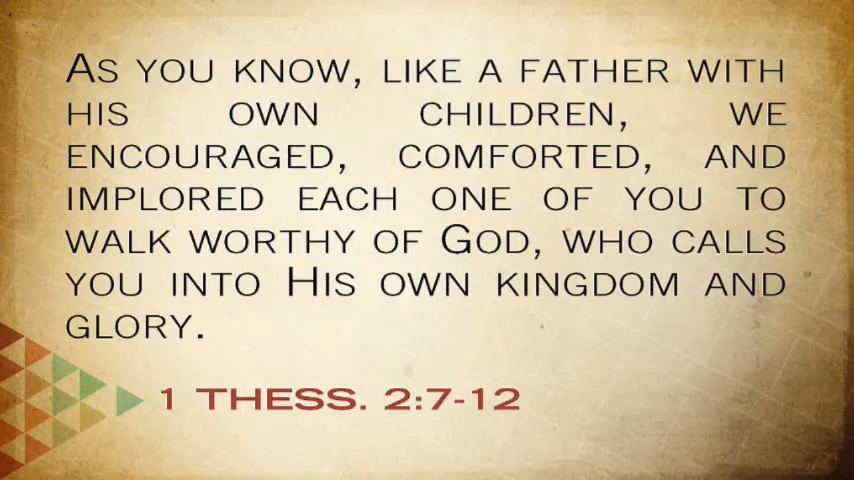 As you know, like a father with
his own children, we
encouraged, comforted, and
implored each one of you to
walk worthy of God, who calls
you into His own kingdom and
glory.
1 THESS. 2:7-12